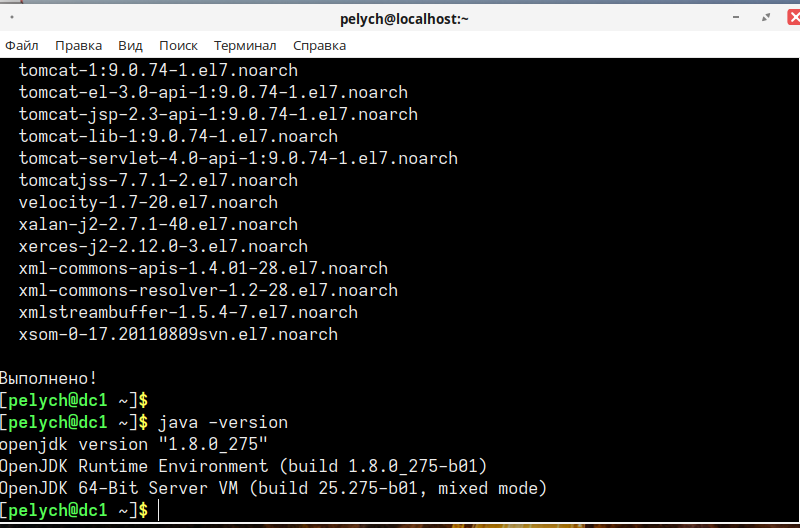 pelych@localhost:~
Файл Правка Вид Поиск Терминал Справка
tomcat-1:9.0.74-1.el7.noarch
tomcat-el-3.0-api-1:9.0.74-1.el7.noarch
tomcat-jsp-2.3-api-1:9.0.74-1.el7.noarch
tomcat-lib-1:9.0.74-1.el7.noarch
tomcat-servlet-4.0-api-1:9.0.74-1.el7.noarch
tomcatjss-7.7.1-2.el7.noarch
velocity-1.7-20.el7.noarch
xalan-j2-2.7.1-40.el7.noarch
xerces-j2-2.12.0-3.el7.noarch
xml-commons-apis-1.4.01-28.el7.noarch
xml-commons-resolver-1.2-28.el7.noarch
xmlstreambuffer-1.5.4-7.el7.noarch
xsom-0-17.20110809svn.el7.noarch
Выполнено!
[pelych@dc1 ~]$
[pelych@dc1 ~]$ java -version
openjdk version "1.8.0_275"
OpenJDK Runtime Environment (build 1.8.0_275-b01)
OpenJDK 64-Bit Server VM (build 25.275-b01, mixed mode)
[pelych@dc1 ~]$